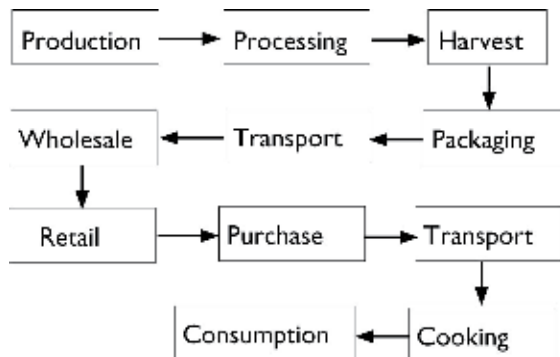 Production
Processing
Harvest
Packaging
Transport
Wholesale
Retail
Purchase
Transport
Cooking
Consumption